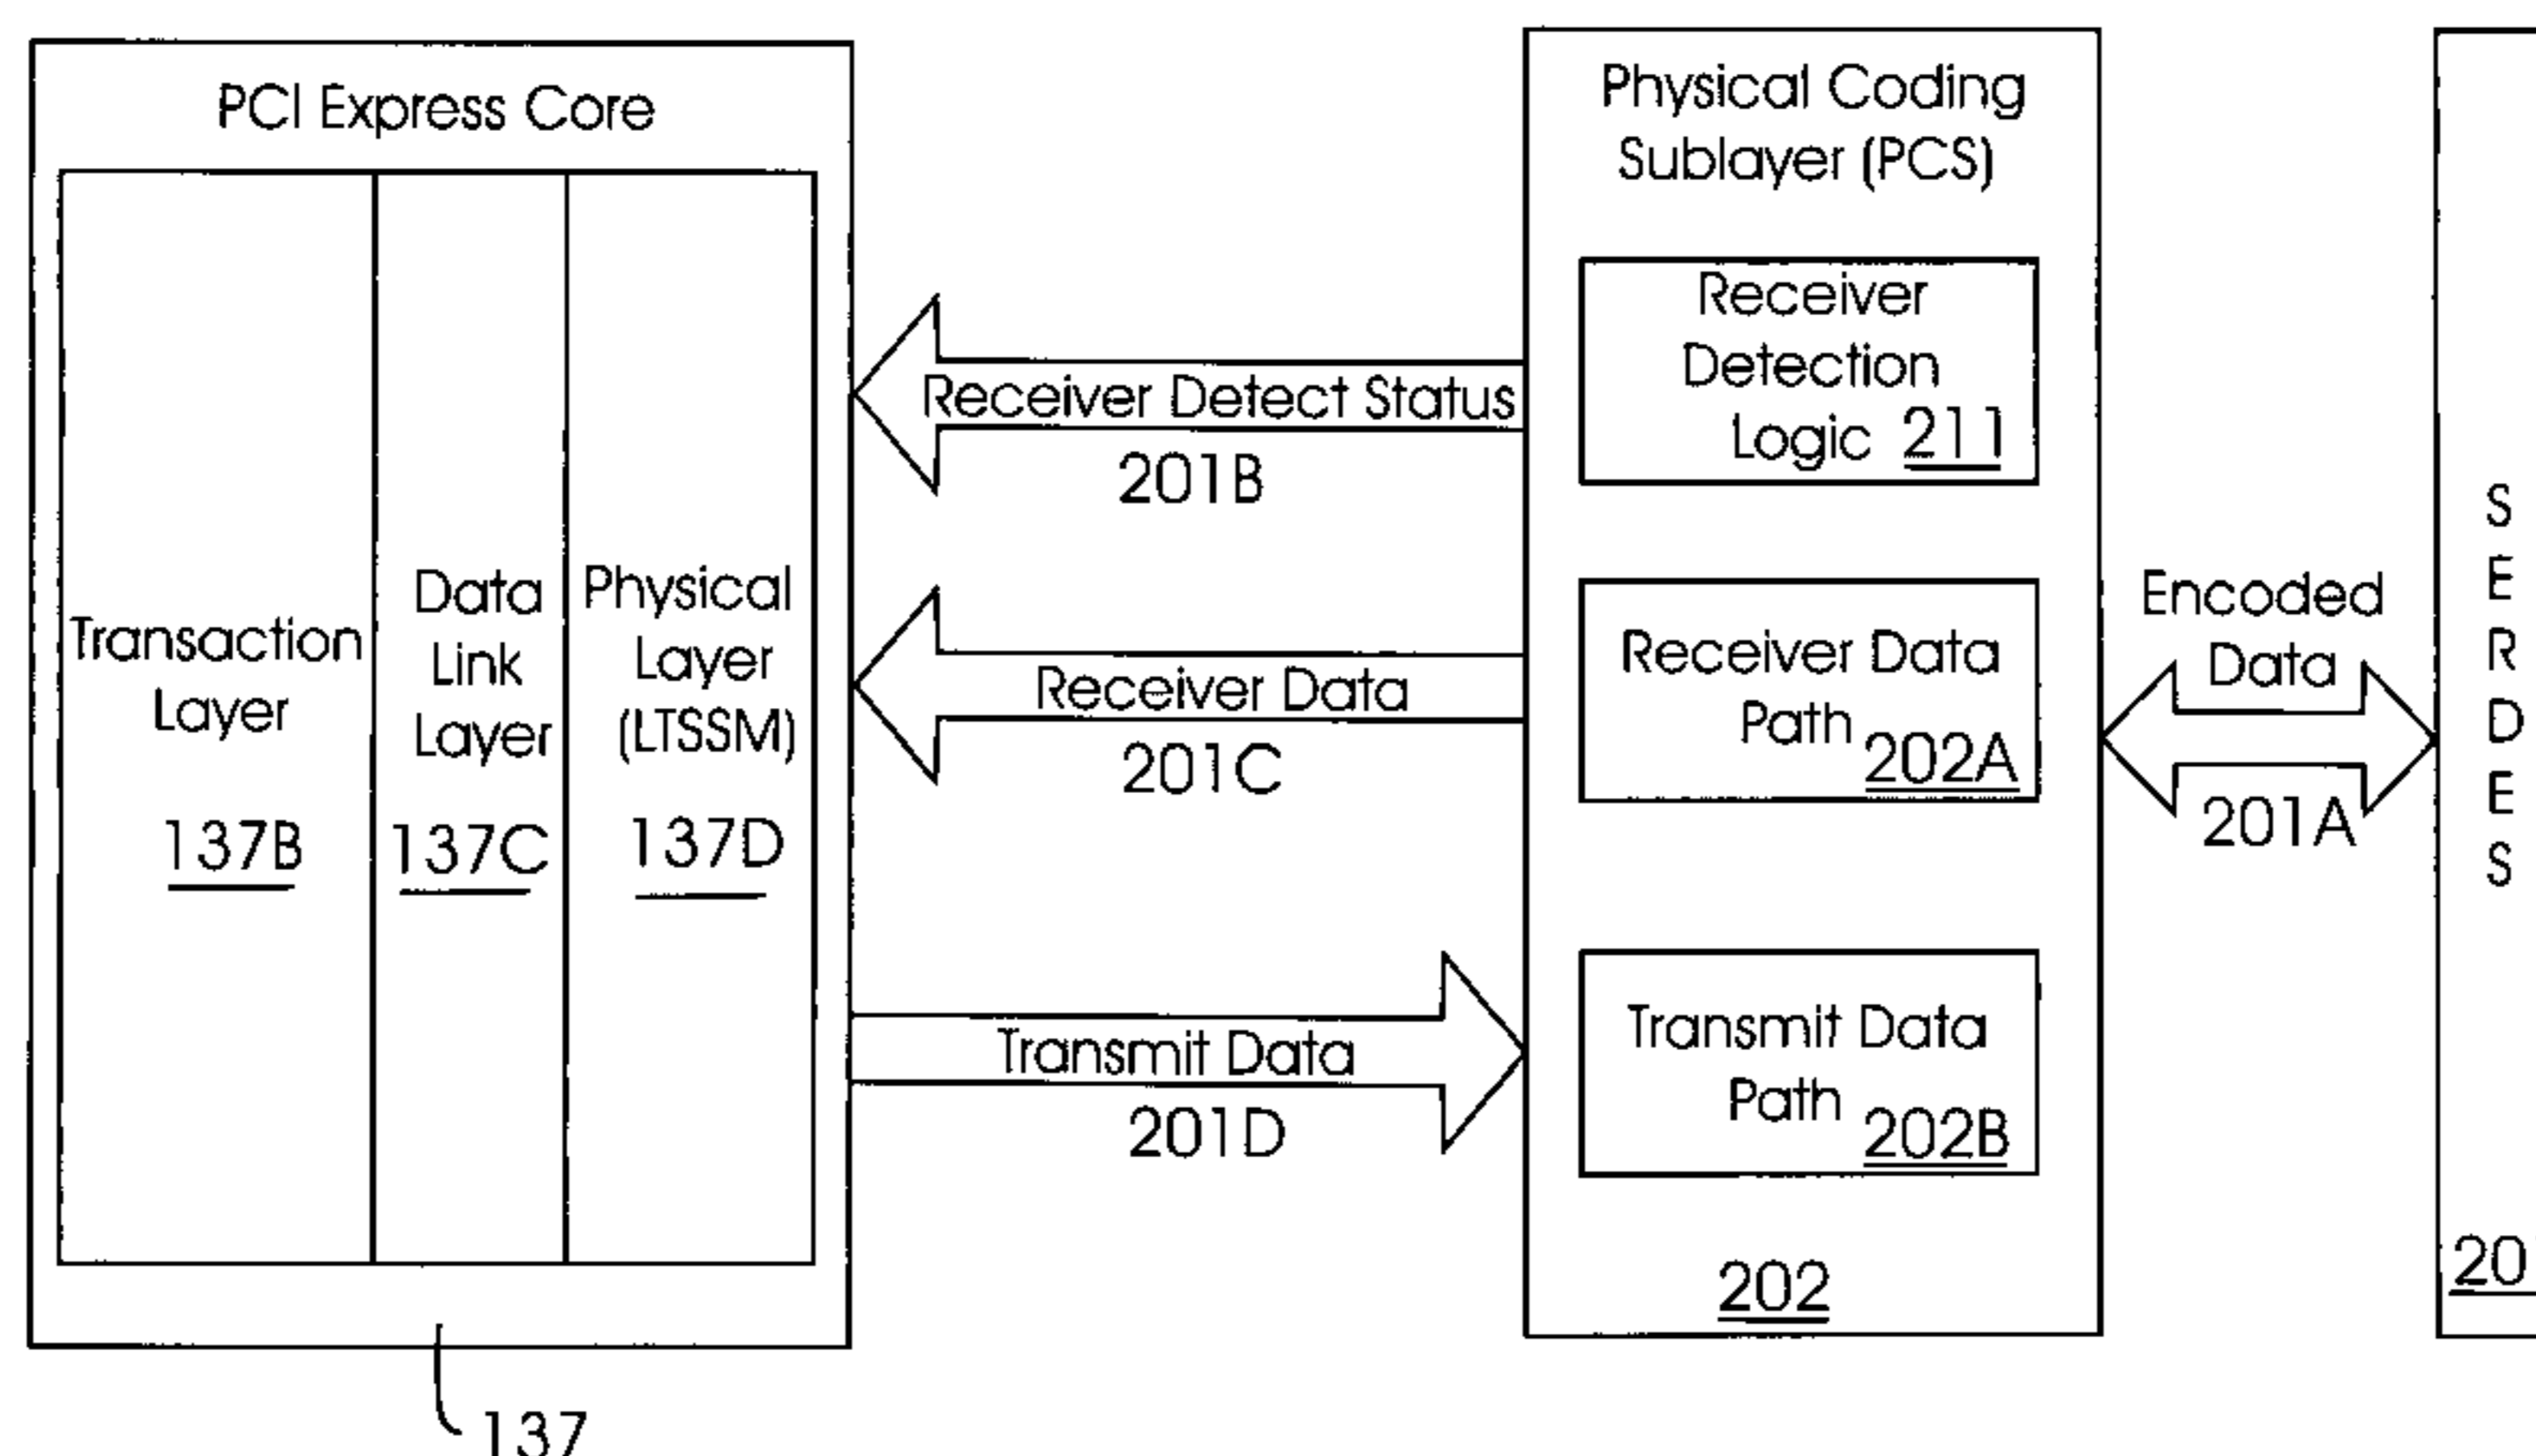 PCI Express Core
Transaction
Layer
137B
Data
Link
Layer
137C
Physical
Layer
(LTSSM)
137D
137
Receiver Detect Status
201B
Receiver Data
201C
Transmit Data
201D
Physical Coding
Sublayer (PCS)
Receiver
Detection
Logic 211
Receiver Data
Path 202A
Transmit Data
Path 202B
202
Encoded
Data
201A
SERDES